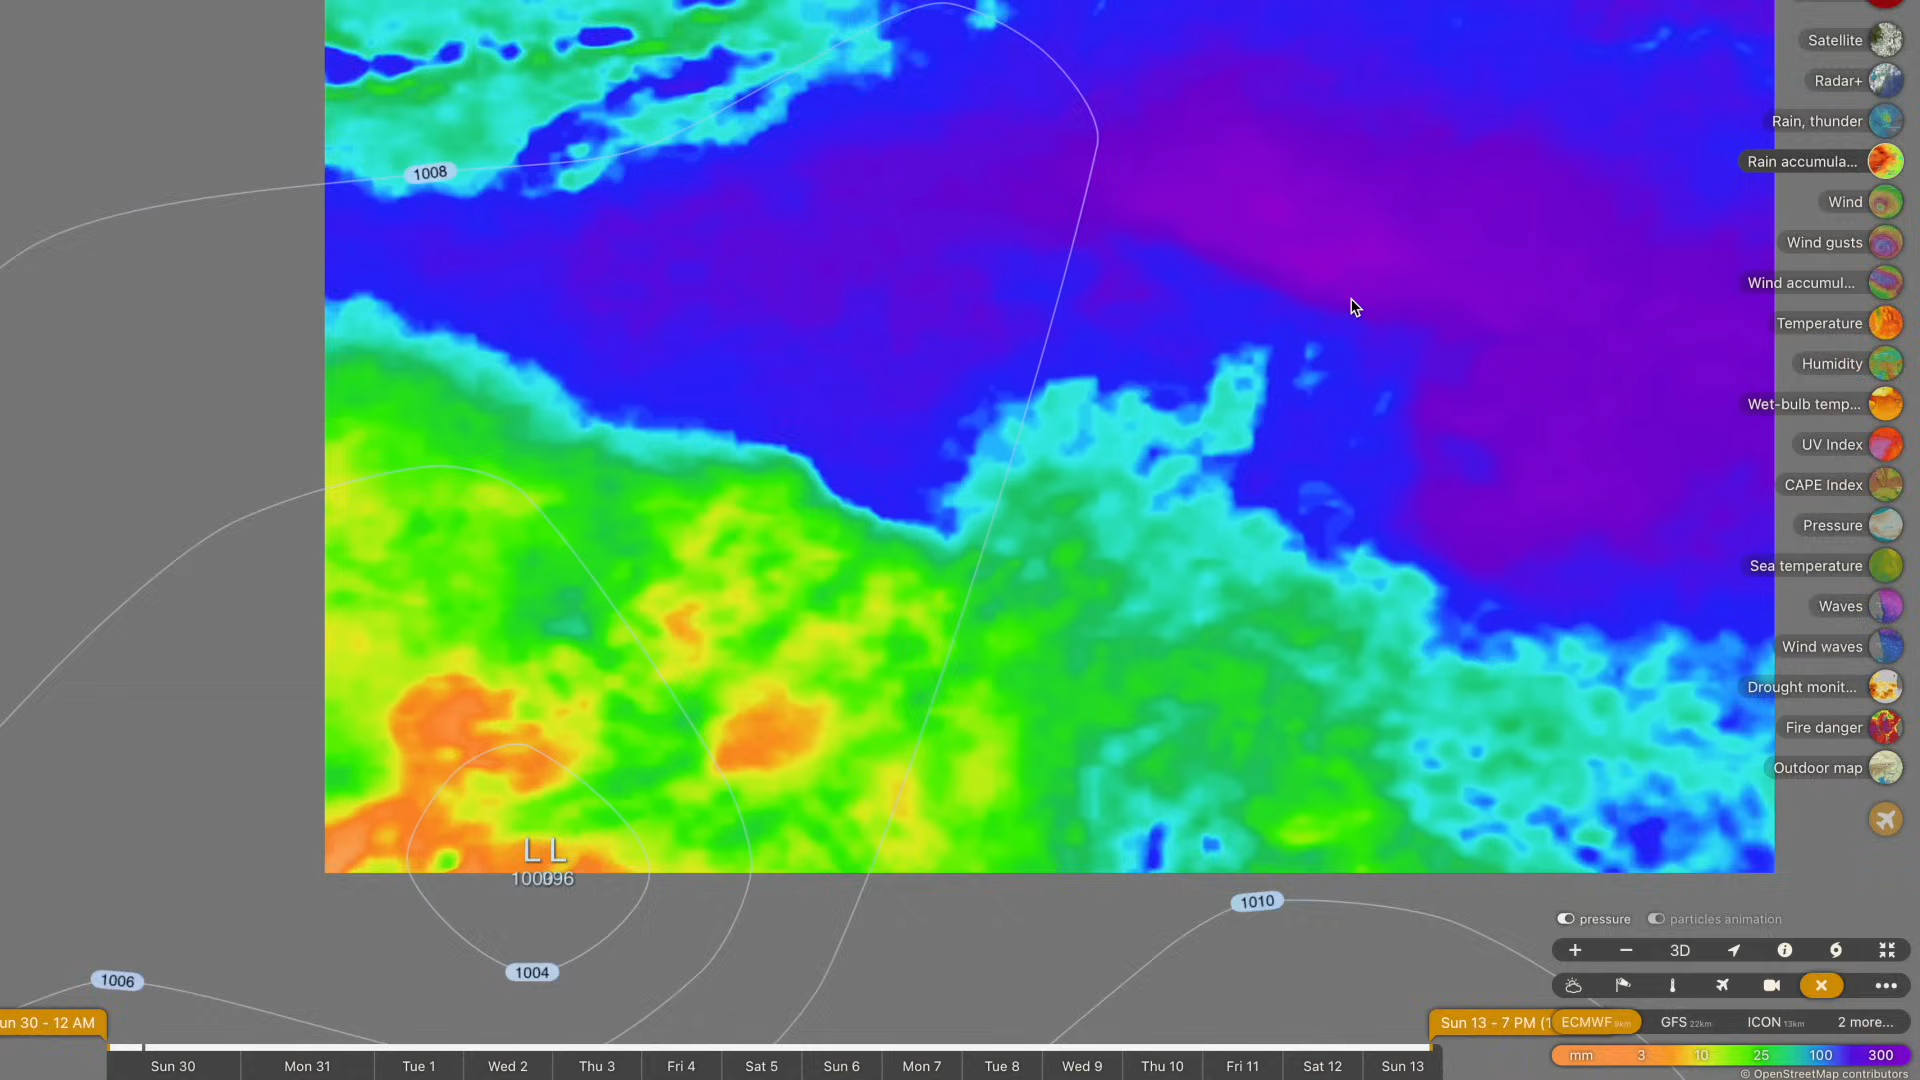 Satellite
Radar+
Rain, thunder
1008
Rain accumula...
Wind
Wind gusts
Wind accumul...
Temperature
Humidity
Wet-bulb temp...
UV Index
CAPE Index
Pressure
Sea temperature
Waves
Wind waves
Drought monit...
Fire danger
Outdoor map
L L
1010
pressure particles animation
3D
1006
1004
un 30 - 12 AM
Sun 13 - 7 PM (1
ECMWF 9km GFS 22km ICON 13km 2 more...
Sun 30 Mon 31 Tue 1 Wed 2 Thu 3 Fri 4 Sat 5 Sun 6 Mon 7 Tue 8 Wed 9 Thu 10 Fri 11 Sat 12 Sun 13
mm 3 10 25 100 300
© OpenStreetMap contributors